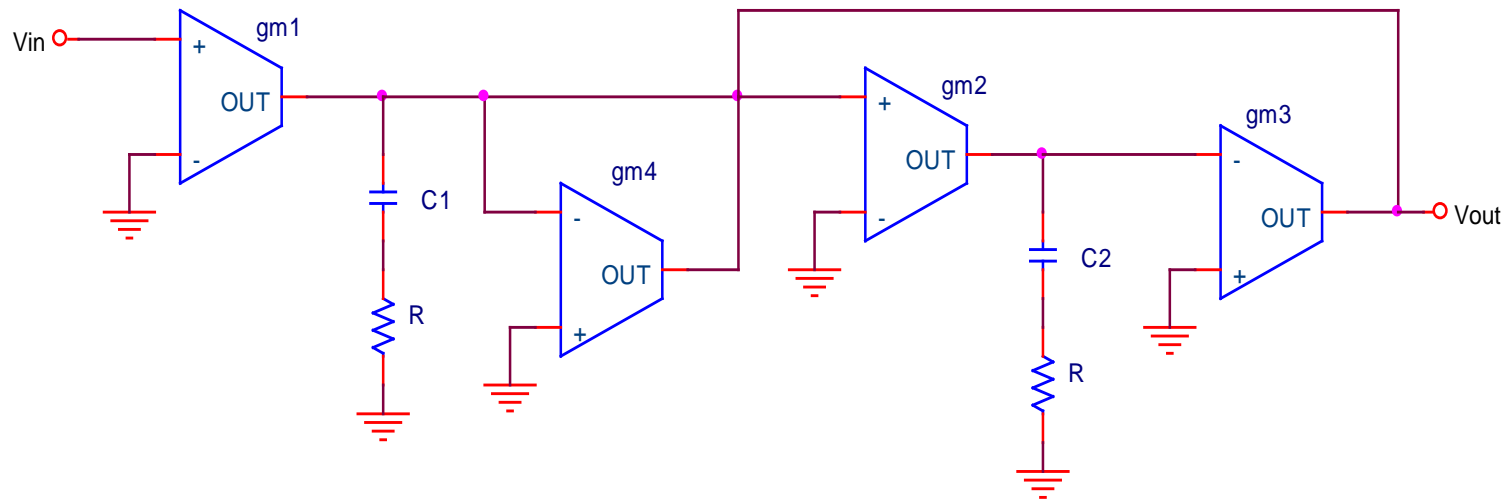 gm1
Vin
+
OUT
-
C1
R
gm4
-
OUT
+
gm2
+
OUT
-
C2
R
gm3
-
OUT
+
Vout